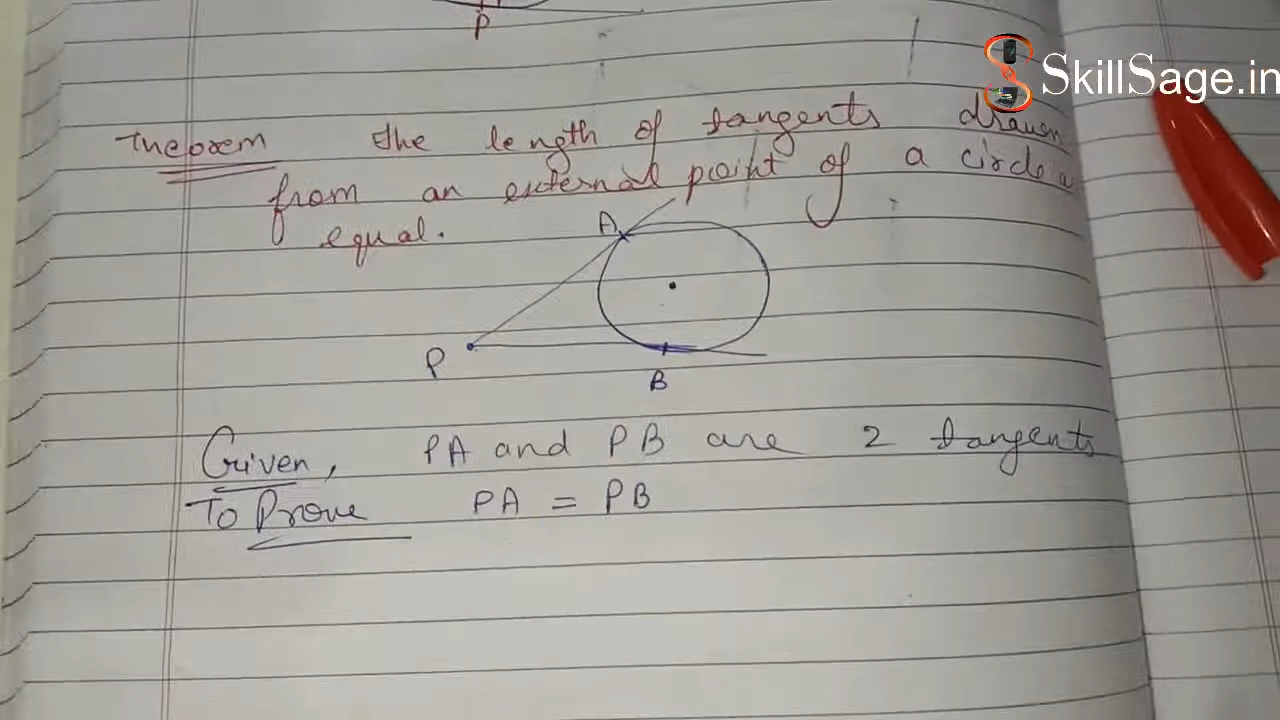 P
SkillSage.in
Theorem the length of tangents drawn
from an external point of a circle a
equal.
A
P
B
Given, PA and PB are 2 tangents
To Prove PA = PB